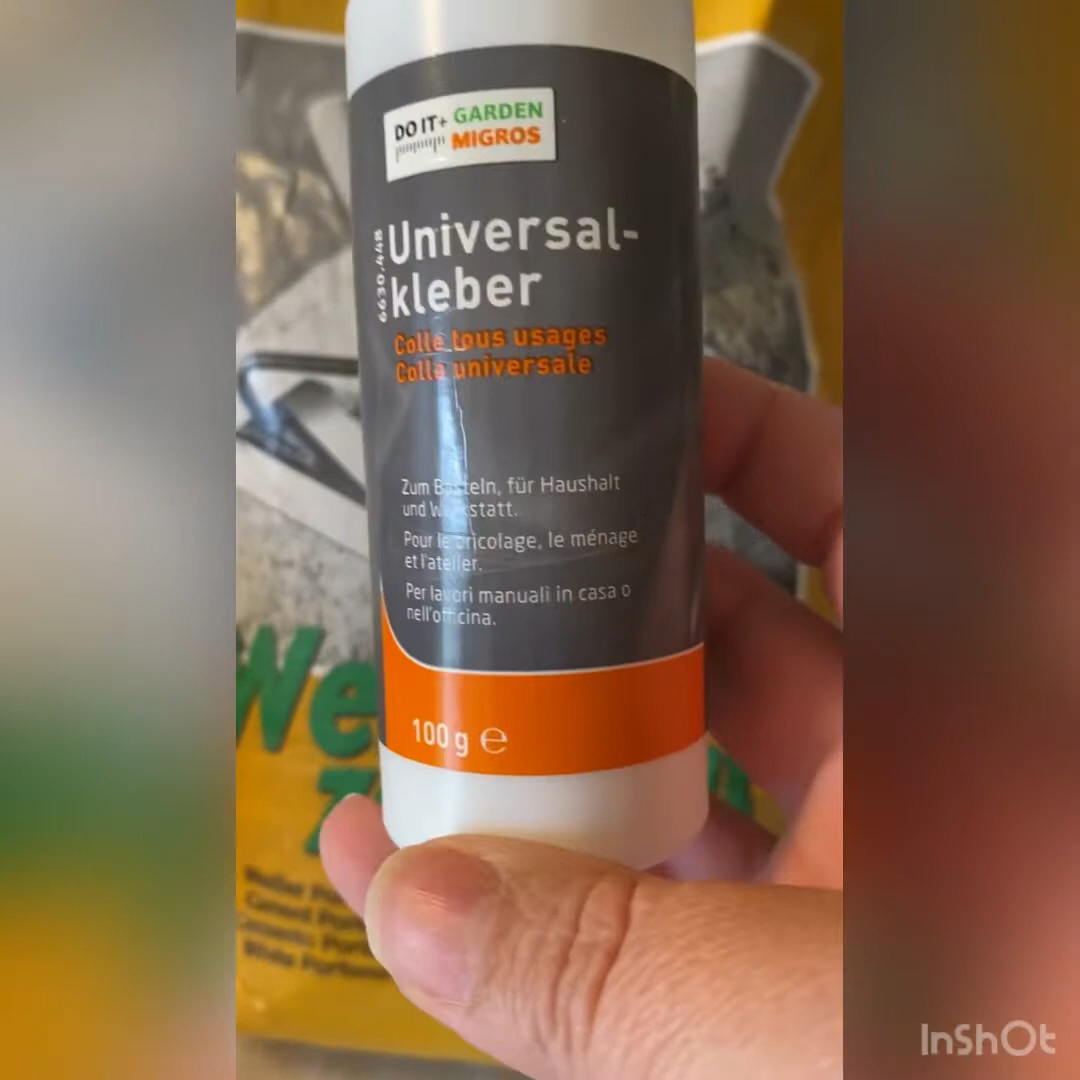 DO IT+ GARDEN
MIGROS
6630.448
Universal-
kleber
Colle tous usages
Colla universale
Zum Basteln, für Haushalt
und Werkstatt.
Pour le bricolage, le ménage
et l'atelier.
Per lavori manuali in casa o
nell'officina.
100 g ℮
We
InShOt